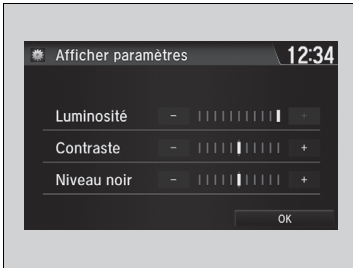 Afficher paramètres 12:34
Luminosité - +
Contraste - +
Niveau noir - +
OK